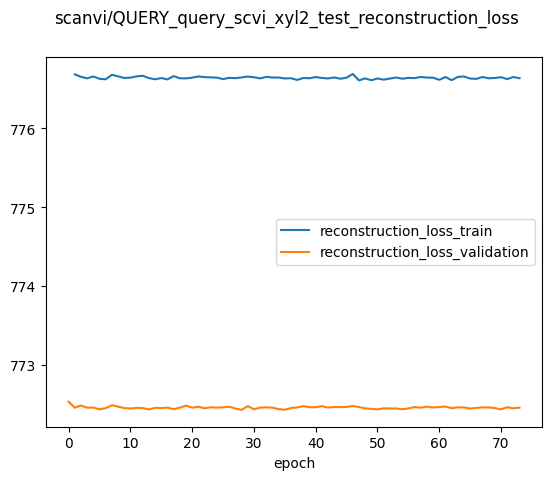 scanvi/QUERY_query_scvi_xyl2_test_reconstruction_loss
776
775
774
773
reconstruction_loss_train
reconstruction_loss_validation
0 10 20 30 40 50 60 70
epoch